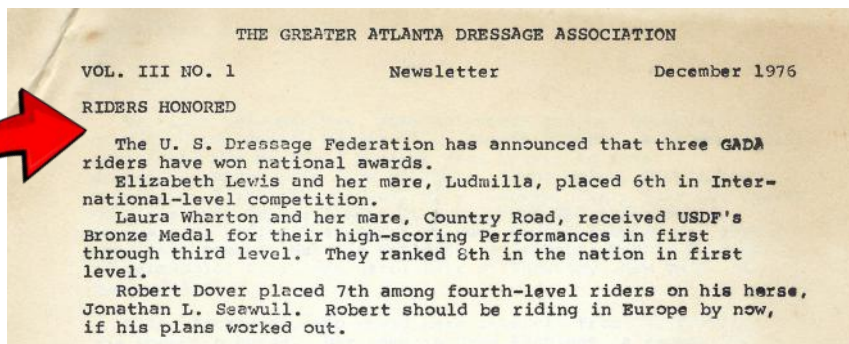 THE GREATER ATLANTA DRESSAGE ASSOCIATION
VOL. III NO. 1 Newsletter December 1976
RIDERS HONORED
The U. S. Dressage Federation has announced that three GADA
riders have won national awards.
Elizabeth Lewis and her mare, Ludmilla, placed 6th in Inter-
national-level competition.
Laura Wharton and her mare, Country Road, received USDF's
Bronze Medal for their high-scoring Performances in first
through third level. They ranked 8th in the nation in first
level.
Robert Dover placed 7th among fourth-level riders on his horse,
Jonathan L. Seawull. Robert should be riding in Europe by now,
if his plans worked out.